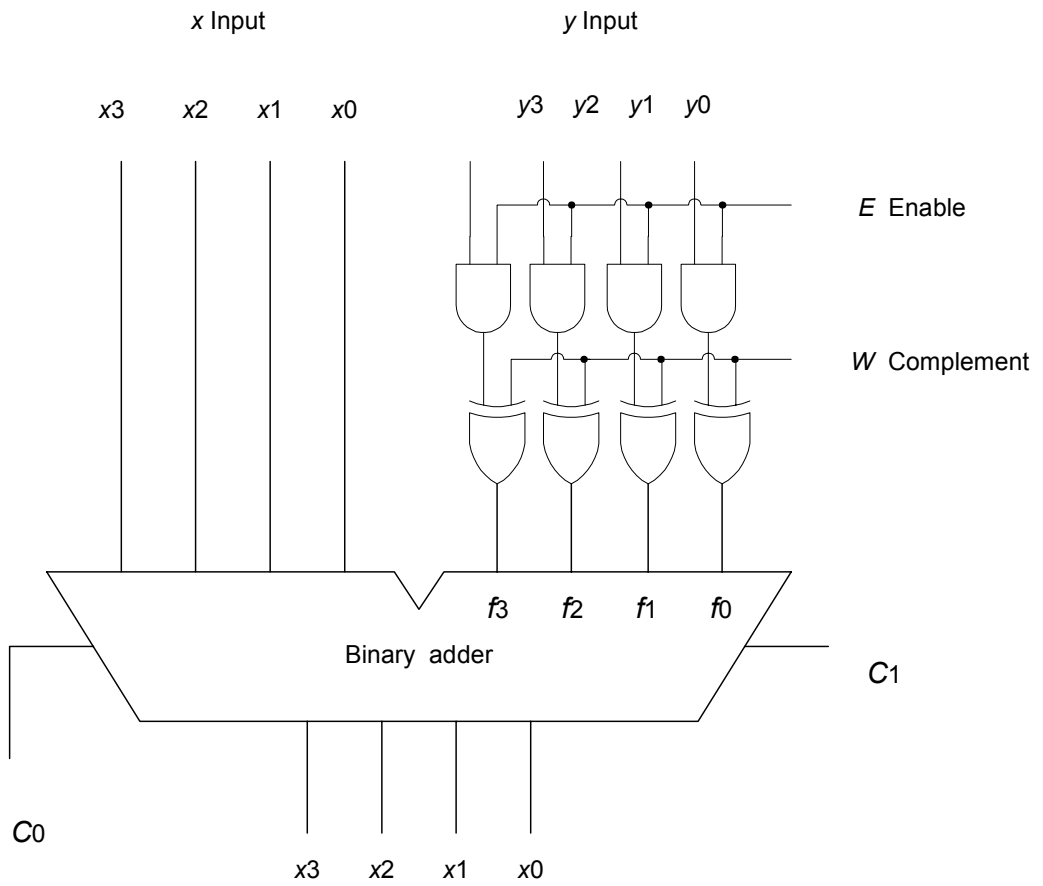 x Input y Input
x3 x2 x1 x0 y3 y2 y1 y0
E Enable
W Complement
f3 f2 f1 f0
Binary adder
C1
C0
x3 x2 x1 x0